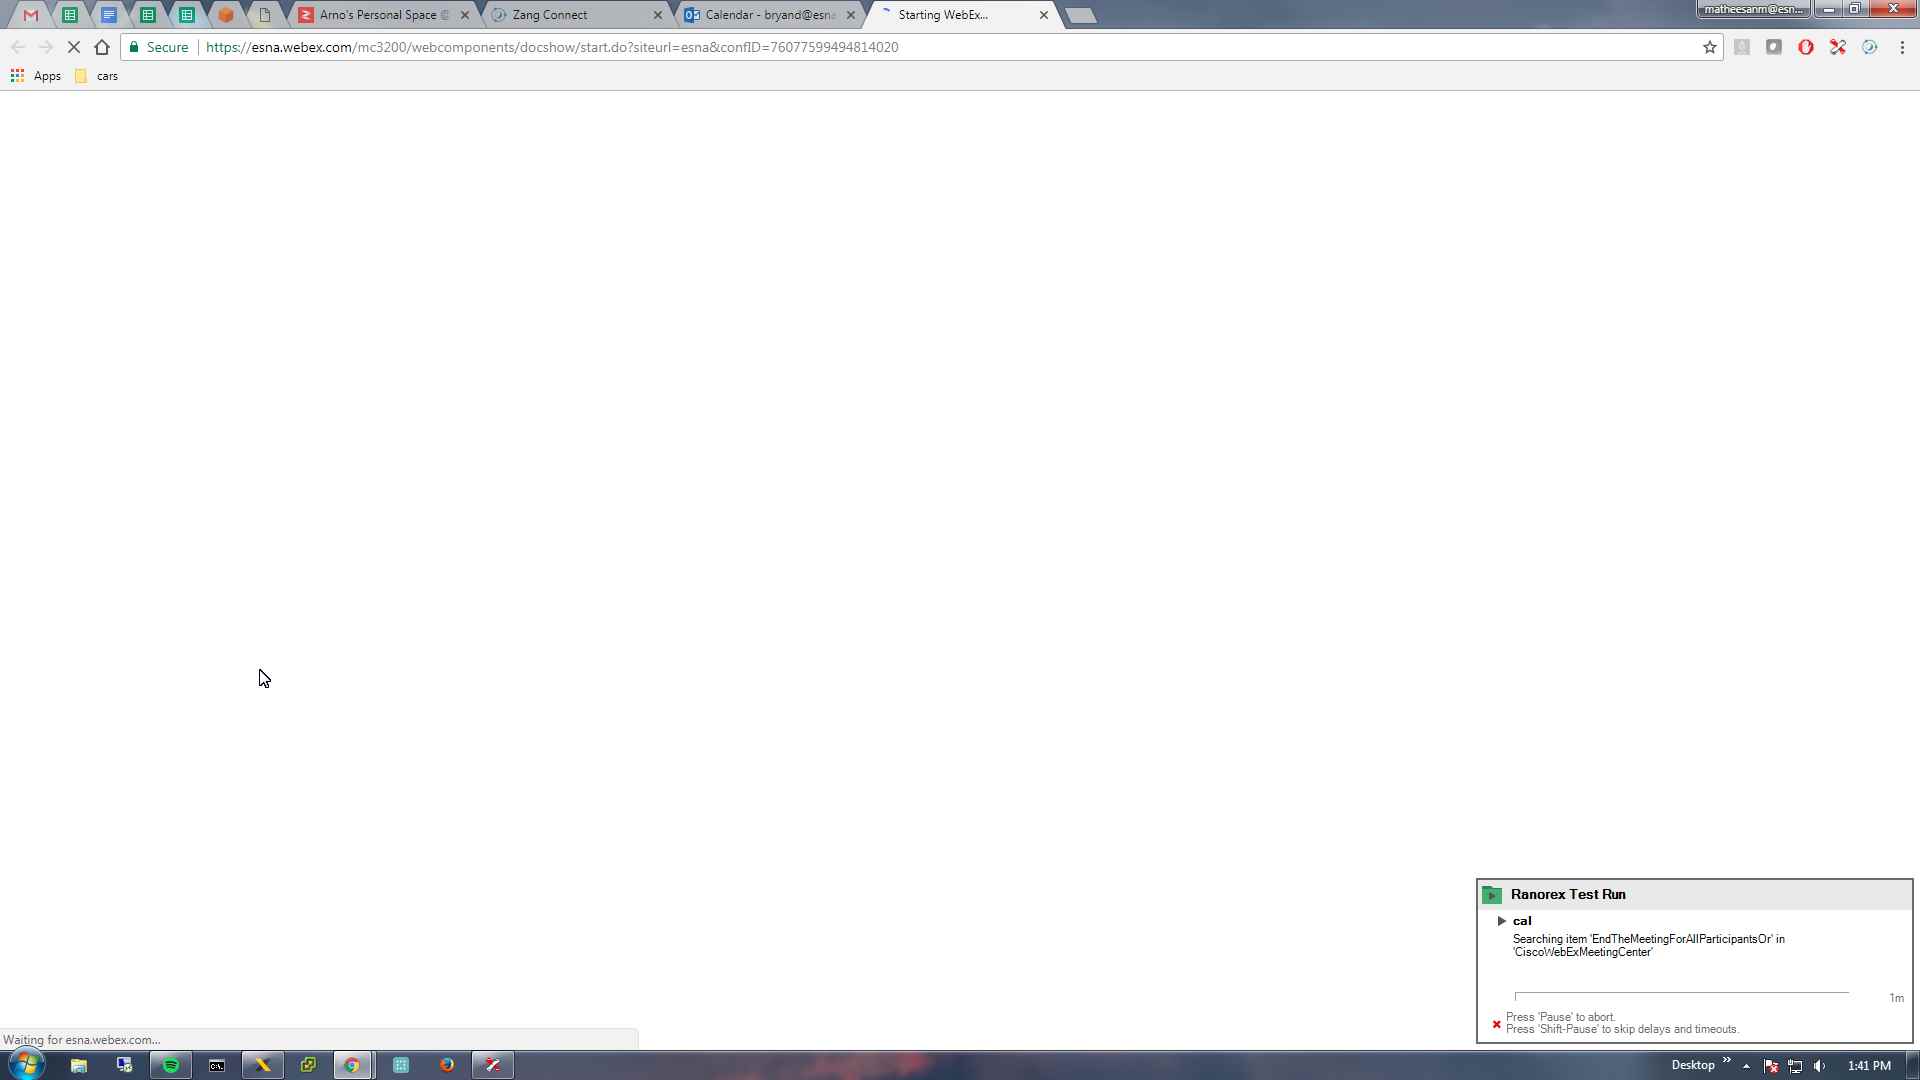 Arno's Personal Space @
Zang Connect
Calendar - bryand@esna
Starting WebEx...
matheesanm@esn...
Secure
https://esna.webex.com/mc3200/webcomponents/docshow/start.do?siteurl=esna&confID=76077599494814020
Apps
cars
Ranorex Test Run
cal
Searching item 'EndTheMeetingForAllParticipantsOr' in
'CiscoWebExMeetingCenter'
1m
Press 'Pause' to abort.
Press 'Shift-Pause' to skip delays and timeouts.
Waiting for esna.webex.com...
Desktop
1:41 PM